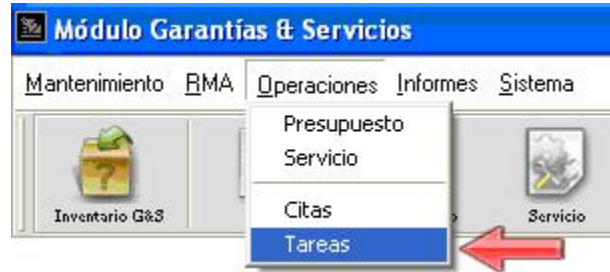 Módulo Garantías & Servicios
Mantenimiento RMA Operaciones Informes Sistema
Presupuesto
Servicio
Citas
Tareas
Inventario G&S
Servicio